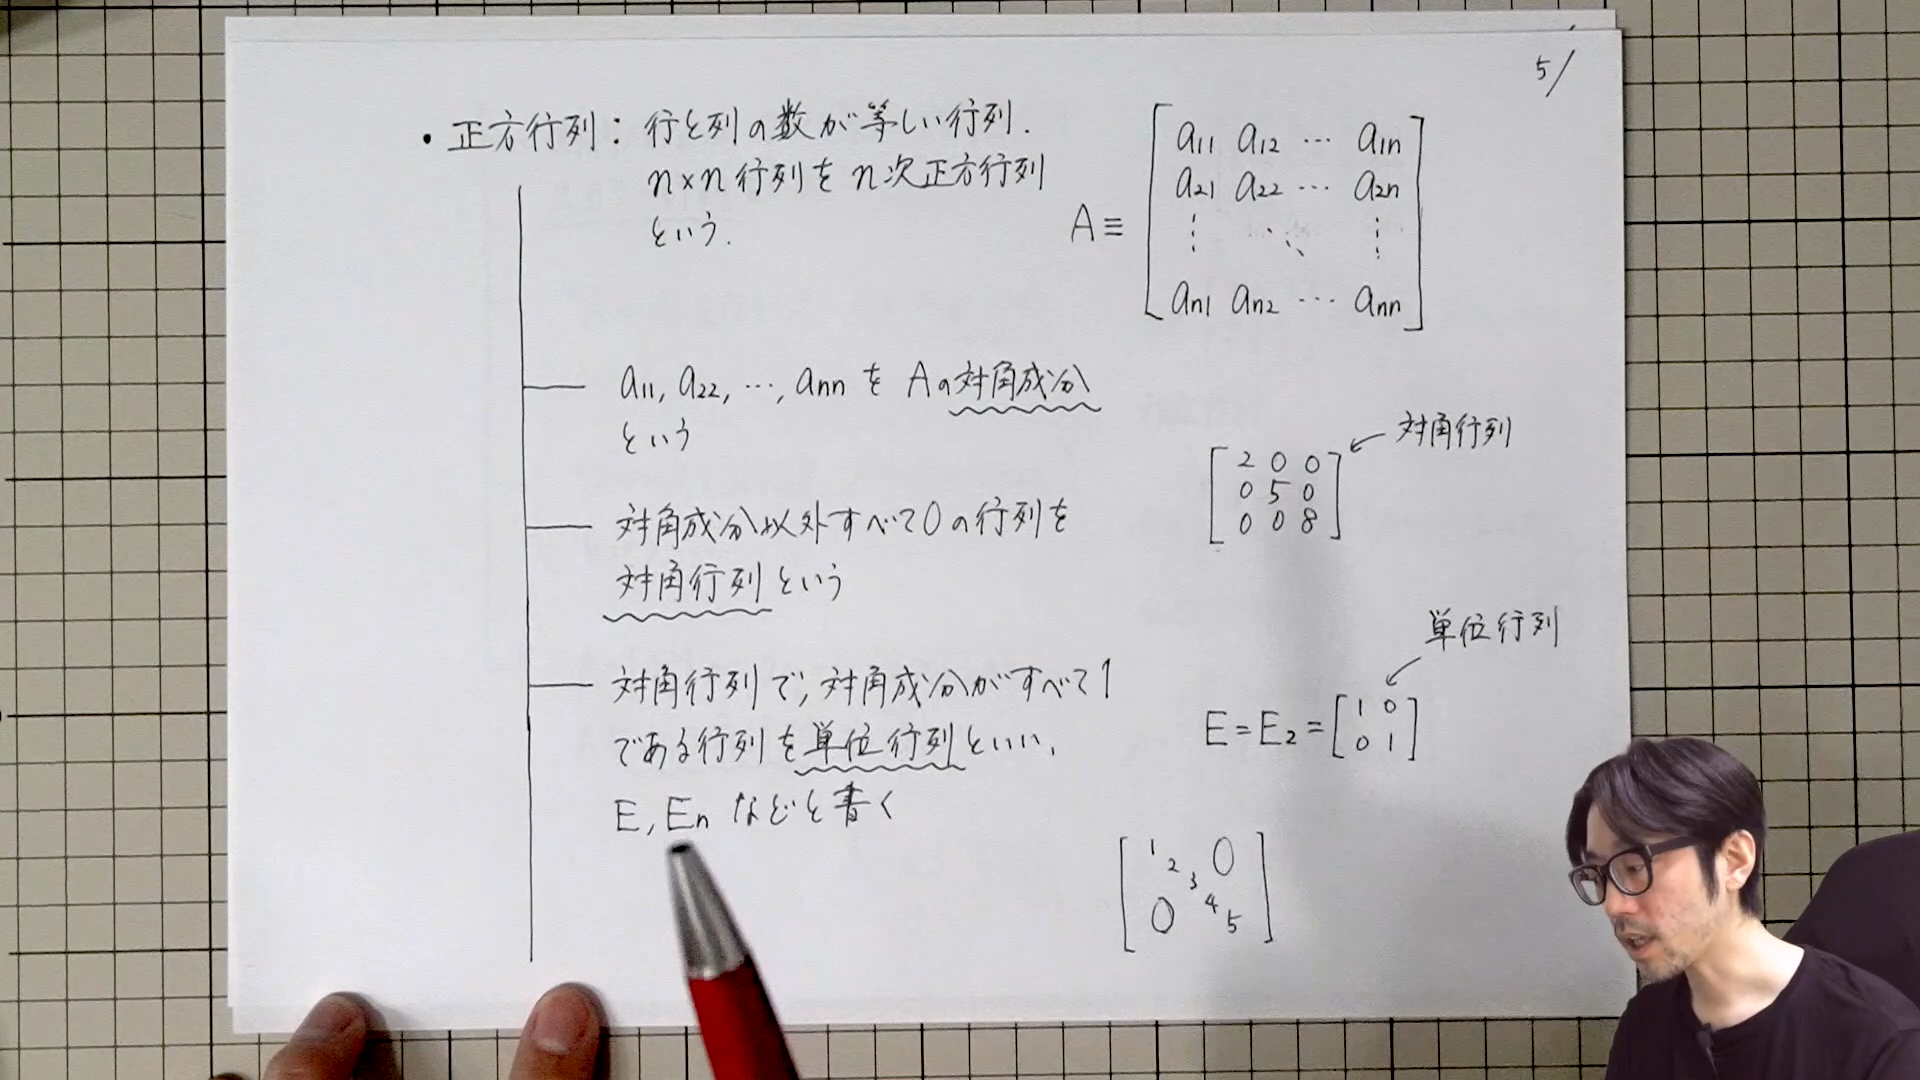 5/
・正方行列：行と列の数が等しい行列.
n×n行列をn次正方行列
という.
A≡[a11 a12 … a1n
a21 a22 … a2n
⋮ ⋱ ⋮
an1 an2 … ann]
a11, a22, …, ann を Aの対角成分
という
対角成分以外すべて0の行列を
対角行列という
対角行列
[2 0 0
0 5 0
0 0 8]
対角行列で, 対角成分がすべて1
である行列を単位行列といい,
E, En などと書く
単位行列
E=E2=[1 0
0 1]
[1 2 3 0
0 4 5]